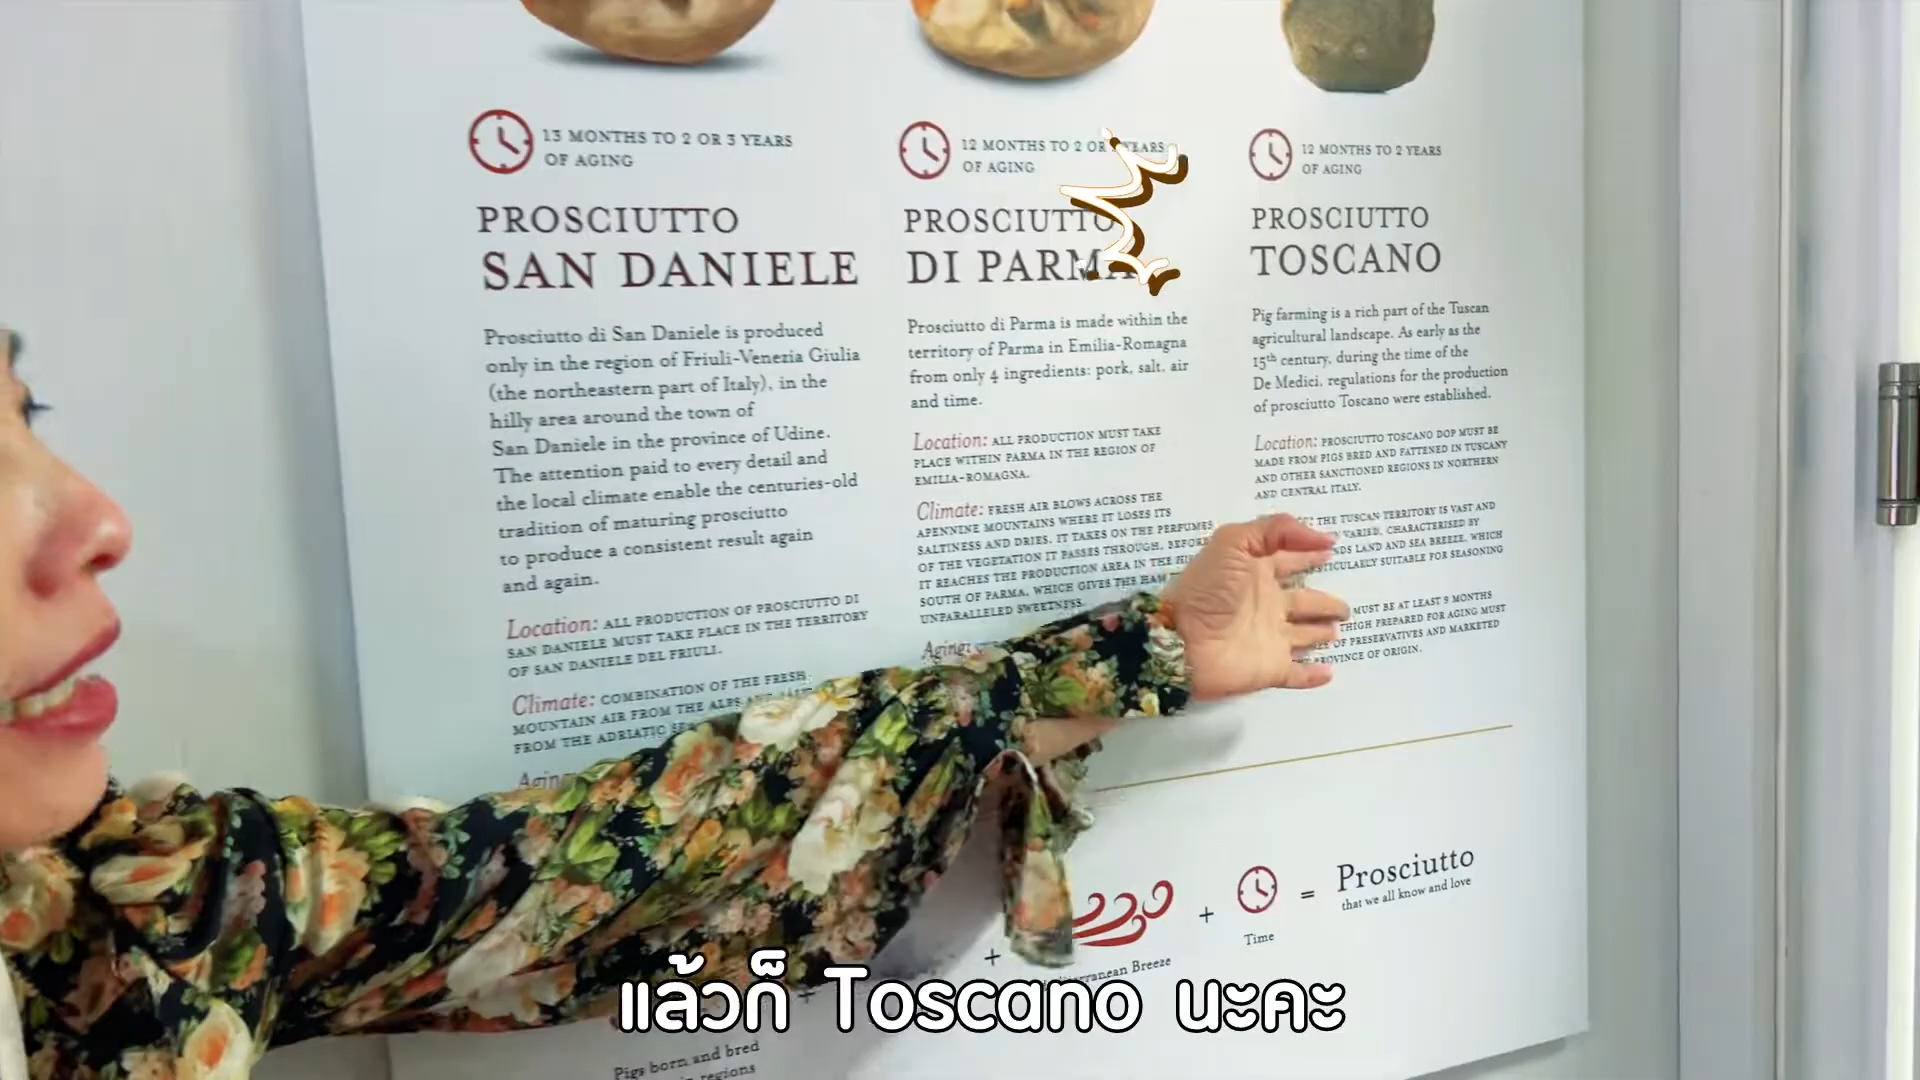 13 MONTHS TO 2 OR 3 YEARS
OF AGING
PROSCIUTTO
SAN DANIELE
Prosciutto di San Daniele is produced
only in the region of Friuli-Venezia Giulia
(the northeastern part of Italy), in the
hilly area around the town of
San Daniele in the province of Udine.
The attention paid to every detail and
the local climate enable the centuries-old
tradition of maturing prosciutto
to produce a consistent result again
and again.
Location: ALL PRODUCTION OF PROSCIUTTO DI
SAN DANIELE MUST TAKE PLACE IN THE TERRITORY
OF SAN DANIELE DEL FRIULI.
Climate: COMBINATION OF THE FRESH
MOUNTAIN AIR FROM THE ALPS AND
FROM THE ADRIATIC
Aging
12 MONTHS TO 2 OR YEARS
OF AGING
PROSCIUTTO
DI PARMA
Prosciutto di Parma is made within the
territory of Parma in Emilia-Romagna
from only 4 ingredients: pork, salt, air
and time.
Location: ALL PRODUCTION MUST TAKE
PLACE WITHIN PARMA IN THE REGION OF
EMILIA-ROMAGNA.
Climate: FRESH AIR BLOWS ACROSS THE
APENNINE MOUNTAINS WHERE IT LOSES ITS
SALTINESS AND DRIES. IT TAKES ON THE PERFUMES
OF THE VEGETATION IT PASSES THROUGH, BEFORE
IT REACHES THE PRODUCTION AREA IN THE
SOUTH OF PARMA, WHICH GIVES THE HAM
UNPARALLELED SWEETNESS.
Aging:
12 MONTHS TO 2 YEARS
OF AGING
PROSCIUTTO
TOSCANO
Pig farming is a rich part of the Tuscan
agricultural landscape. As early as the
15th century, during the time of the
De Medici, regulations for the production
of prosciutto Toscano were established.
Location: PROSCIUTTO TOSCANO DOP MUST BE
MADE FROM PIGS BRED AND FATTENED IN TUSCANY
AND OTHER SANCTIONED REGIONS IN NORTHERN
AND CENTRAL ITALY.
THE TUSCAN TERRITORY IS VAST AND
VARIED, CHARACTERISED BY
LAND AND SEA BREEZE, WHICH
PARTICULARLY SUITABLE FOR SEASONING
MUST BE AT LEAST 9 MONTHS
THIGH PREPARED FOR AGING MUST
OF PRESERVATIVES AND MARKETED
PROVINCE OF ORIGIN.
+ Breeze + Time = Prosciutto
that we all know and love
Pigs born and bred
regions
แล้วก็ Toscano นะคะ